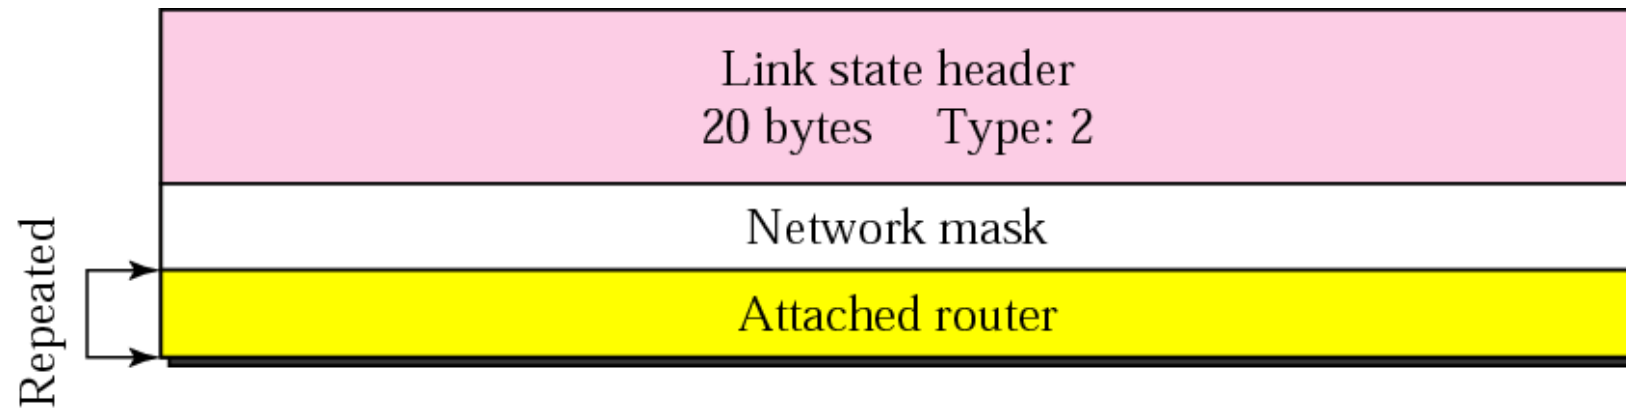 Link state header
20 bytes Type: 2
Network mask
Repeated
Attached router